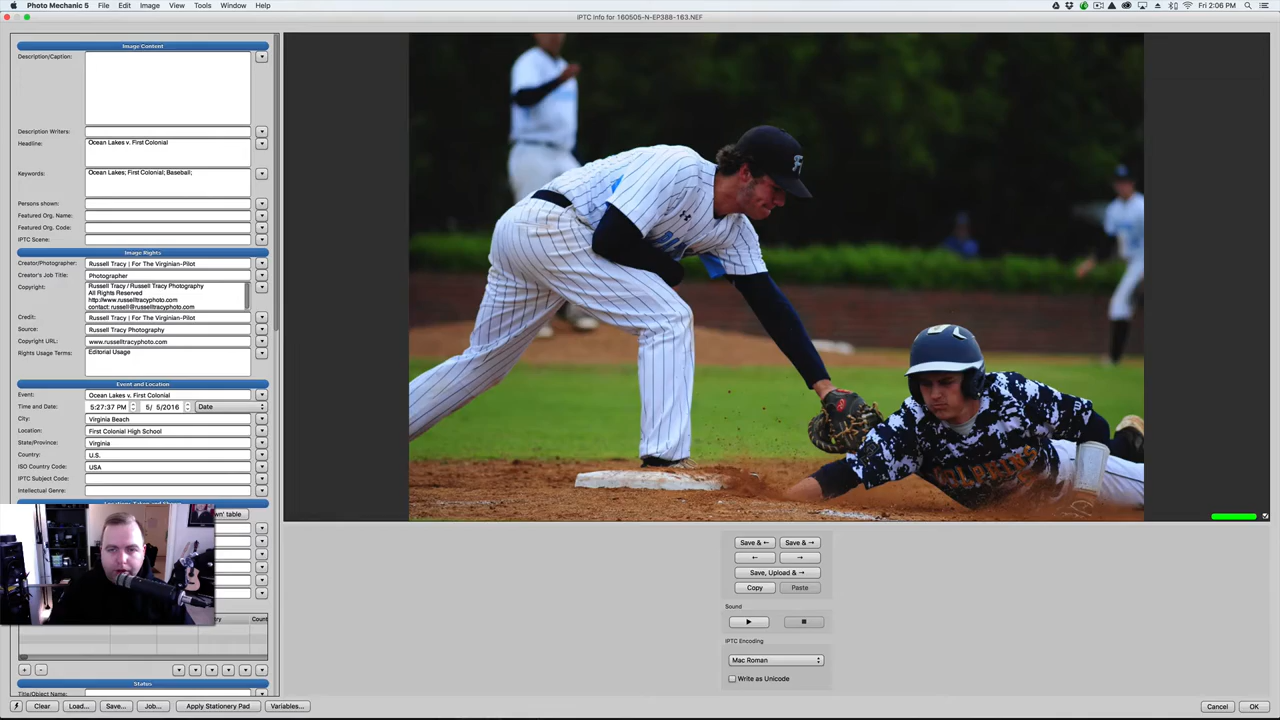 Photo Mechanic 5 File Edit Image View Tools Window Help
Fri 2:06 PM
IPTC Info for 160505-N-EP388-163.NEF
Image Content
Description/Caption:
Description Writers:
Headline: Ocean Lakes v. First Colonial
Keywords: Ocean Lakes; First Colonial; Baseball;
Persons shown:
Featured Org. Name:
Featured Org. Code:
IPTC Scene:
Image Rights
Creator/Photographer: Russell Tracy | For The Virginian-Pilot
Creator's Job Title: Photographer
Copyright: Russell Tracy / Russell Tracy Photography
All Rights Reserved
http://www.russelltracyphoto.com
contact: russell@russelltracyphoto.com
Credit: Russell Tracy | For The Virginian-Pilot
Source: Russell Tracy Photography
Copyright URL: www.russelltracyphoto.com
Rights Usage Terms: Editorial Usage
Event and Location
Event: Ocean Lakes v. First Colonial
Time and Date: 5:27:37 PM 5/ 5/2016 Date
City: Virginia Beach
Location: First Colonial High School
State/Province: Virginia
Country: U.S.
ISO Country Code: USA
IPTC Subject Code:
Intellectual Genre:
wn' table
Count
+ -
Status
Title/Object Name:
Clear Load... Save... Job... Apply Stationery Pad Variables...
Save & ← Save & →
← →
Save, Upload & →
Copy Paste
Sound
IPTC Encoding
Mac Roman
Write as Unicode
Cancel OK